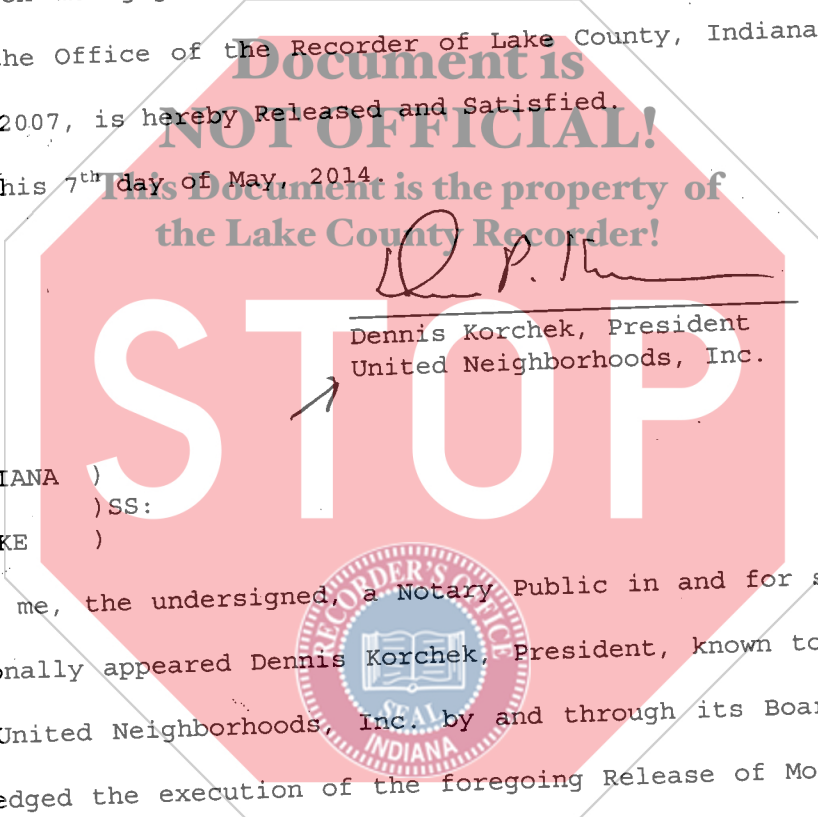 the Office of the Recorder of Lake County, Indiana
Document is
2007, is hereby Released and Satisfied.
NOT OFFICIAL!
his 7th day of May, 2014.
This Document is the property of
the Lake County Recorder!
Dennis Korchek, President
United Neighborhoods, Inc.
STOP
IANA )
)SS:
KE )
me, the undersigned, a Notary Public in and for s
onally appeared Dennis Korchek, President, known to
United Neighborhoods, Inc. by and through its Boar
edged the execution of the foregoing Release of Mo
RECORDER'S OFFICE
SEAL
INDIANA